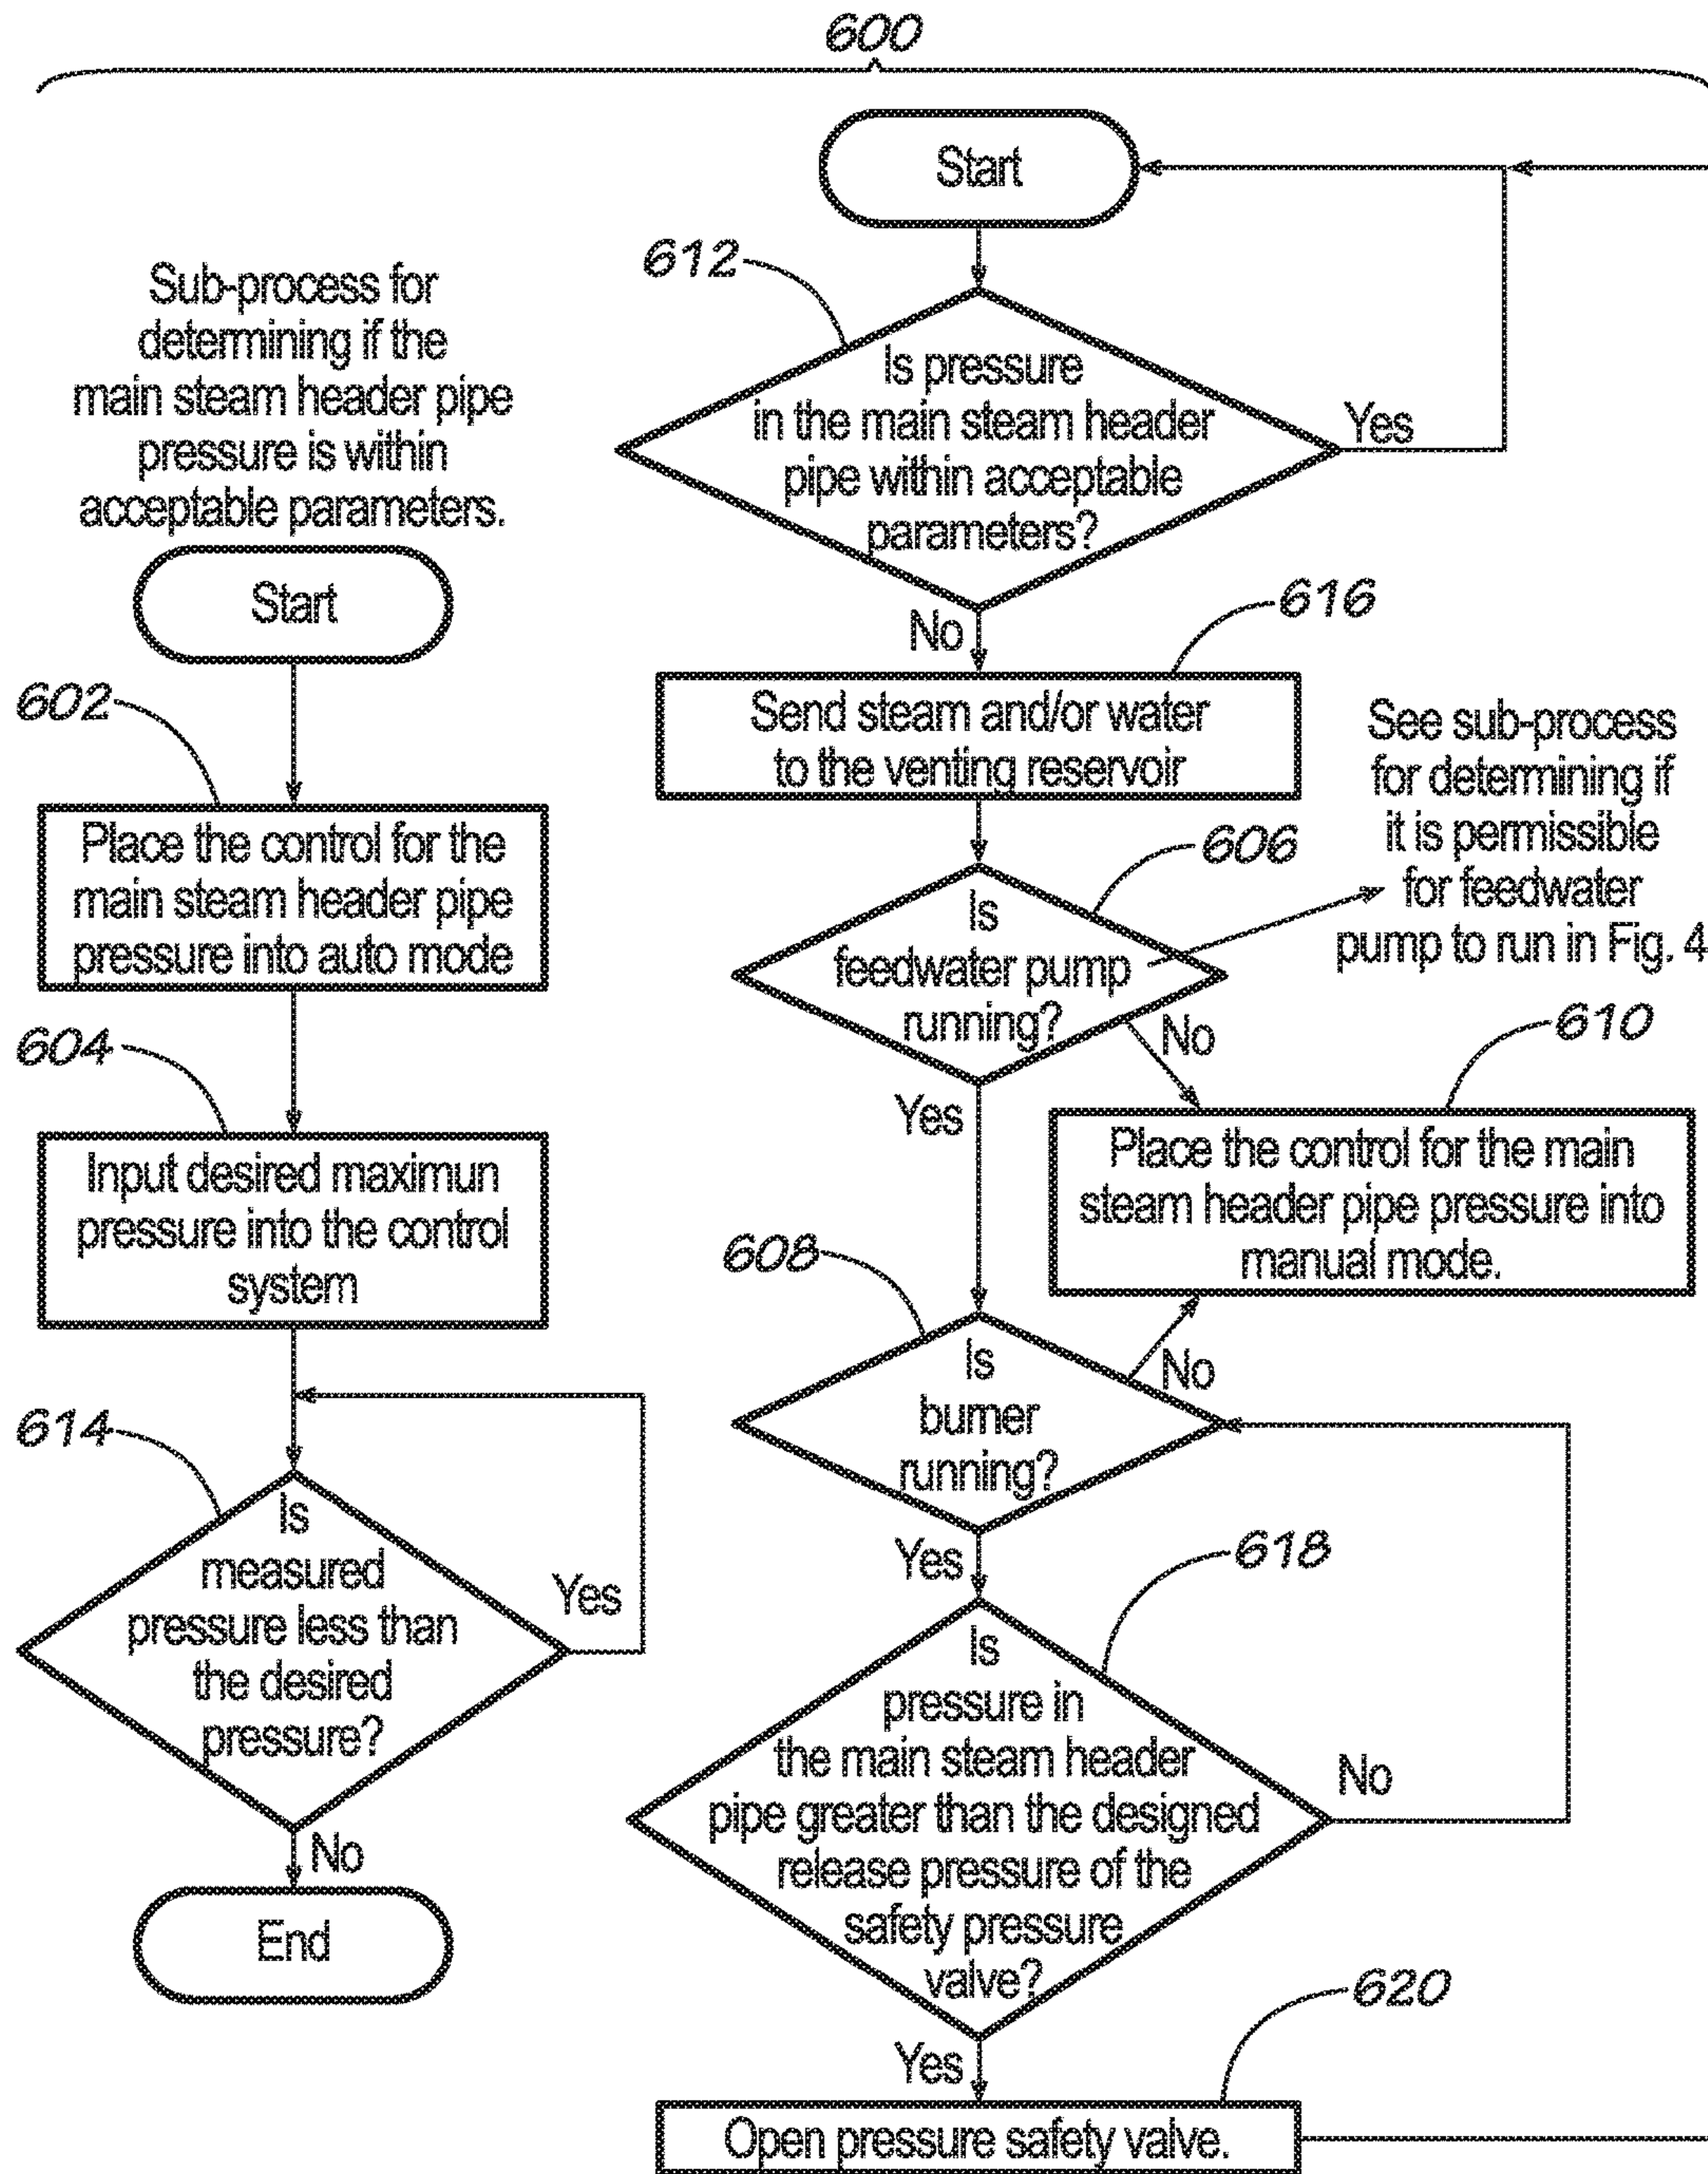 600
Sub-process for
determining if the
main steam header pipe
pressure is within
acceptable parameters.
Start
602
Place the control for the
main steam header pipe
pressure into auto mode
604
Input desired maximun
pressure into the control
system
614
Is
measured
pressure less than
the desired
pressure?
Yes
No
End
Start
612
Is pressure
in the main steam header
pipe within acceptable
parameters?
Yes
No
616
Send steam and/or water
to the venting reservoir
606
Is
feedwater pump
running?
See sub-process
for determining if
it is permissible
for feedwater
pump to run in Fig. 4
No
Yes
610
Place the control for the main
steam header pipe pressure into
manual mode.
608
Is
burner
running?
No
Yes
618
Is
pressure in
the main steam header
pipe greater than the designed
release pressure of the
safety pressure
valve?
No
Yes
620
Open pressure safety valve.